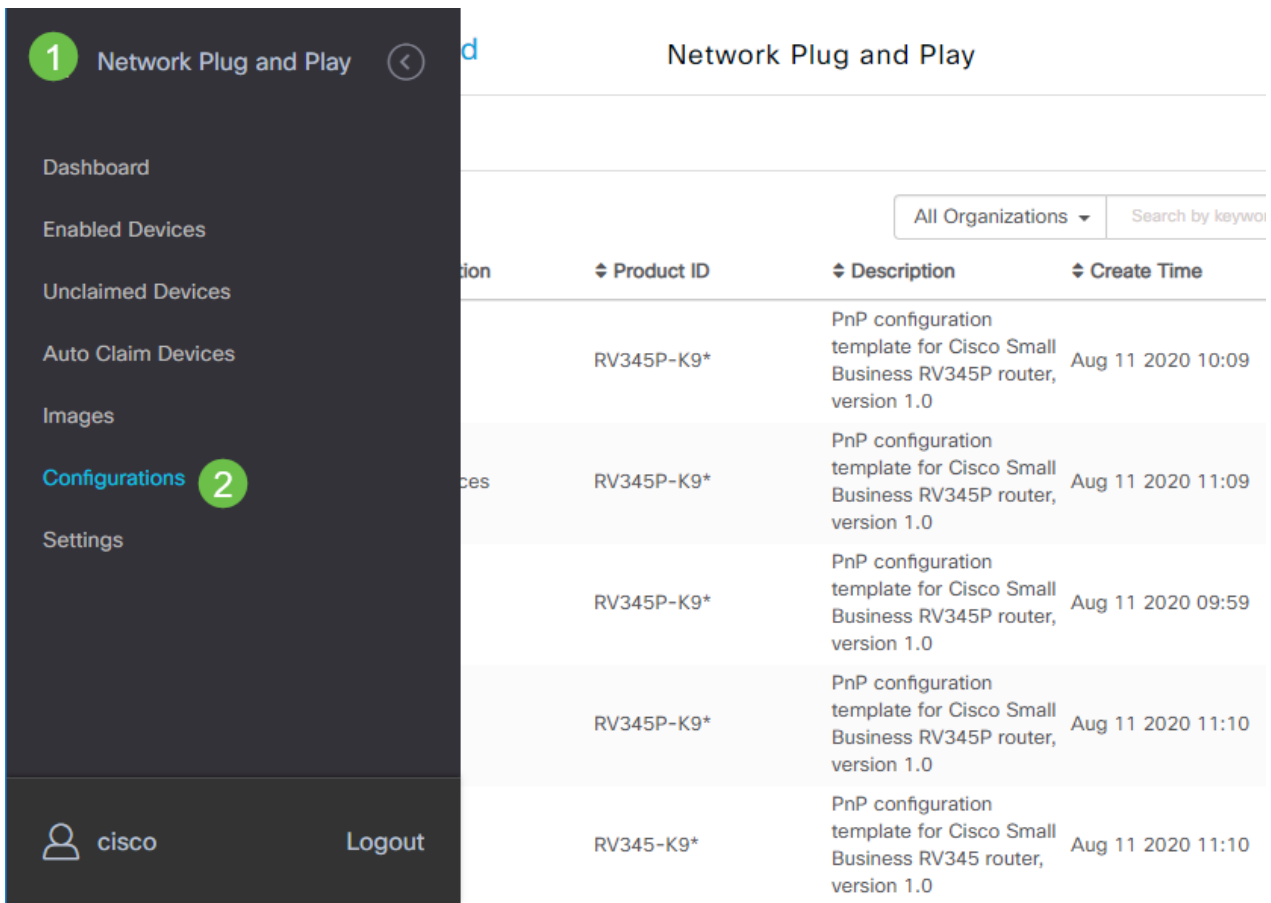 1 Network Plug and Play
Dashboard
Enabled Devices
Unclaimed Devices
Auto Claim Devices
Images
Configurations 2
Settings
cisco Logout
d Network Plug and Play
All Organizations Search by keywor
tion Product ID Description Create Time
PnP configuration
template for Cisco Small
RV345P-K9* Aug 11 2020 10:09
Business RV345P router,
version 1.0
PnP configuration
template for Cisco Small
ces RV345P-K9* Aug 11 2020 11:09
Business RV345P router,
version 1.0
PnP configuration
template for Cisco Small
RV345P-K9* Aug 11 2020 09:59
Business RV345P router,
version 1.0
PnP configuration
template for Cisco Small
RV345P-K9* Aug 11 2020 11:10
Business RV345P router,
version 1.0
PnP configuration
template for Cisco Small
RV345-K9* Aug 11 2020 11:10
Business RV345 router,
version 1.0